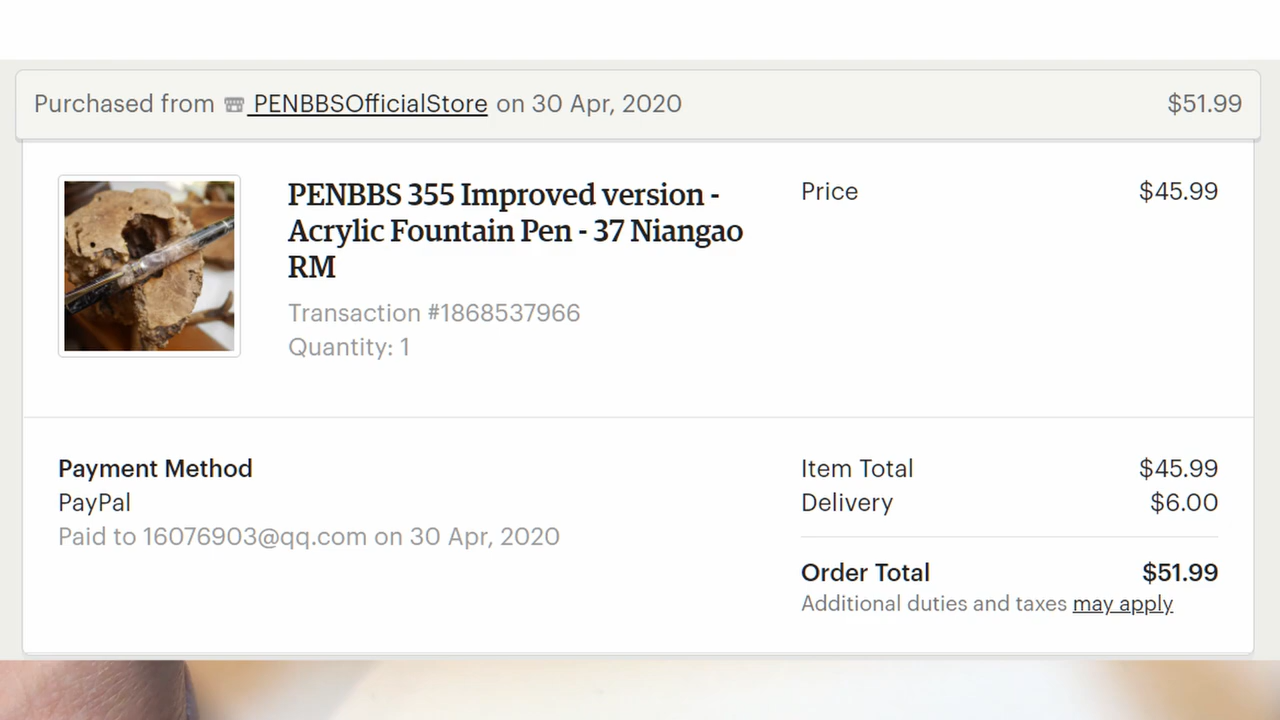 Purchased from PENBBSOfficialStore on 30 Apr, 2020 $51.99
PENBBS 355 Improved version -
Acrylic Fountain Pen - 37 Niangao
RM
Transaction #1868537966
Quantity: 1
Price $45.99
Payment Method
PayPal
Paid to 16076903@qq.com on 30 Apr, 2020
Item Total $45.99
Delivery $6.00
Order Total $51.99
Additional duties and taxes may apply